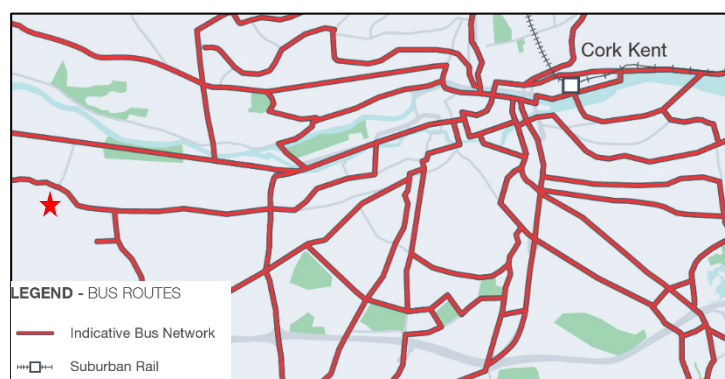 Cork Kent
LEGEND - BUS ROUTES
Indicative Bus Network
Suburban Rail